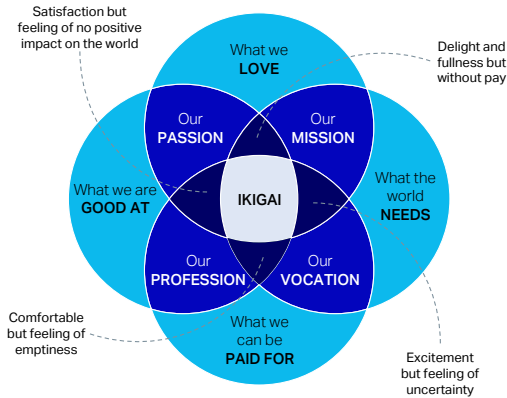 Satisfaction but
feeling of no positive
impact on the world
What we
LOVE
Delight and
fullness but
without pay
Our
PASSION
Our
MISSION
What we are
GOOD AT
IKIGAI
What the
world
NEEDS
Our
PROFESSION
Our
VOCATION
Comfortable
but feeling of
emptiness
What we
can be
PAID FOR
Excitement
but feeling of
uncertainty